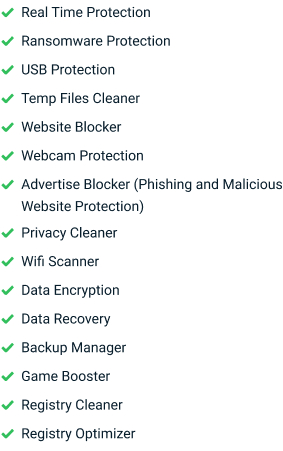 Real Time Protection
Ransomware Protection
USB Protection
Temp Files Cleaner
Website Blocker
Webcam Protection
Advertise Blocker (Phishing and Malicious
Website Protection)
Privacy Cleaner
Wifi Scanner
Data Encryption
Data Recovery
Backup Manager
Game Booster
Registry Cleaner
Registry Optimizer